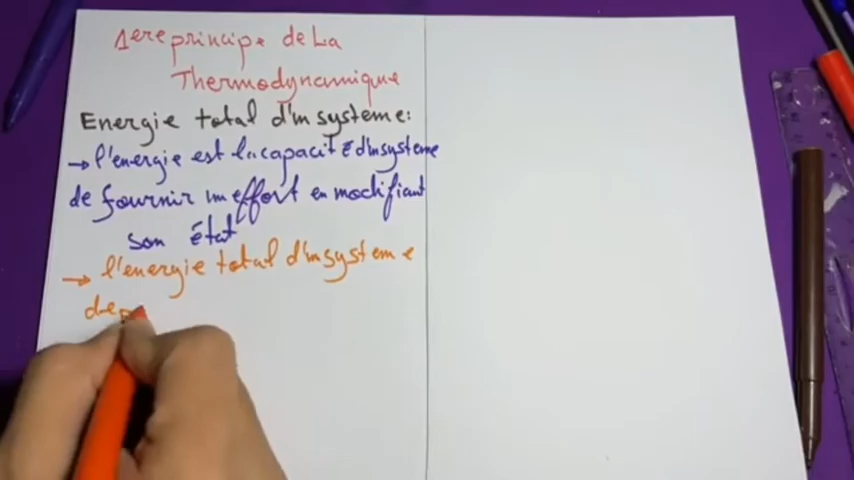 1ere principe de La
Thermodynamique
Energie total d'un systeme:
→ l'energie est la capacité d'un systeme
de fournir un effort en modifiant
son état
→ l'energie total d'un systeme
dep